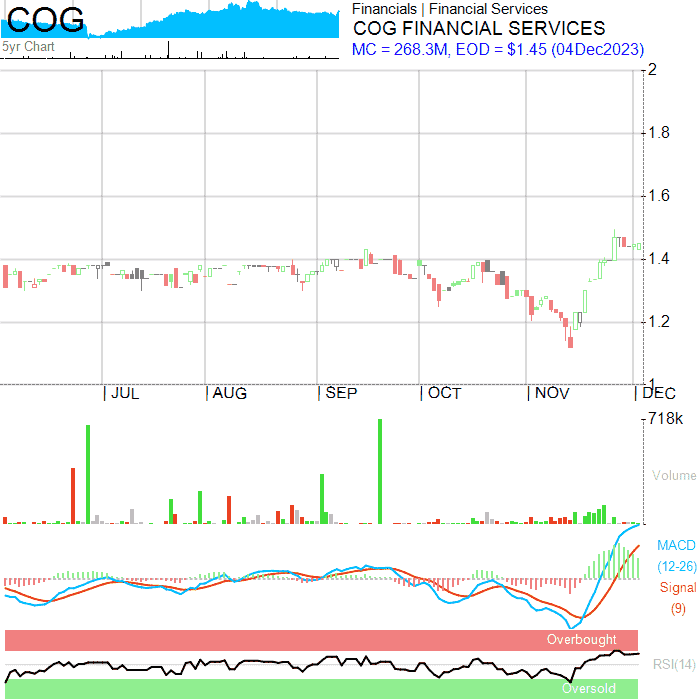 COG
5yr Chart
Financials | Financial Services
COG FINANCIAL SERVICES
MC = 268.3M, EOD = $1.45 (04Dec2023)
2
1.8
1.6
1.4
1.2
1
JUL AUG SEP OCT NOV DEC
718k
Volume
MACD
(12-26)
Signal
(9)
Overbought
RSI(14)
Oversold